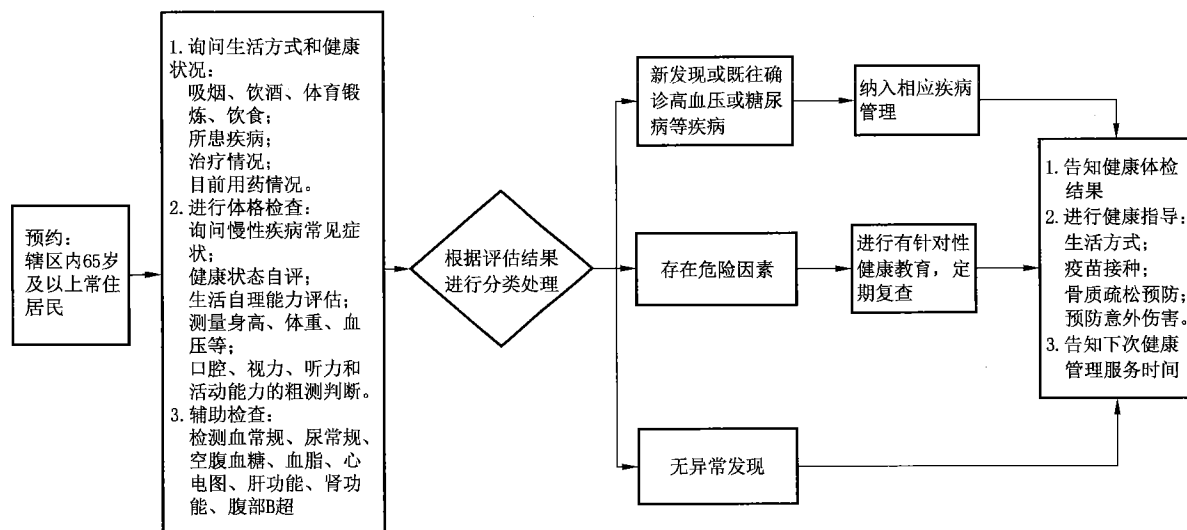 预约：
辖区内65岁
及以上常住
居民
1.询问生活方式和健康
状况：
吸烟、饮酒、体育锻
炼、饮食；
所患疾病；
治疗情况；
目前用药情况。
2.进行体格检查：
询问慢性疾病常见症
状；
健康状态自评；
生活自理能力评估；
测量身高、体重、血
压等；
口腔、视力、听力和
活动能力的粗测判断。
3.辅助检查：
检测血常规、尿常规、
空腹血糖、血脂、心
电图、肝功能、肾功
能、腹部B超
根据评估结果
进行分类处理
新发现或既往确
诊高血压或糖尿
病等疾病
纳入相应疾病
管理
存在危险因素
进行有针对性
健康教育，定
期复查
无异常发现
1.告知健康体检
结果
2.进行健康指导：
生活方式；
疫苗接种；
骨质疏松预防；
预防意外伤害。
3.告知下次健康
管理服务时间